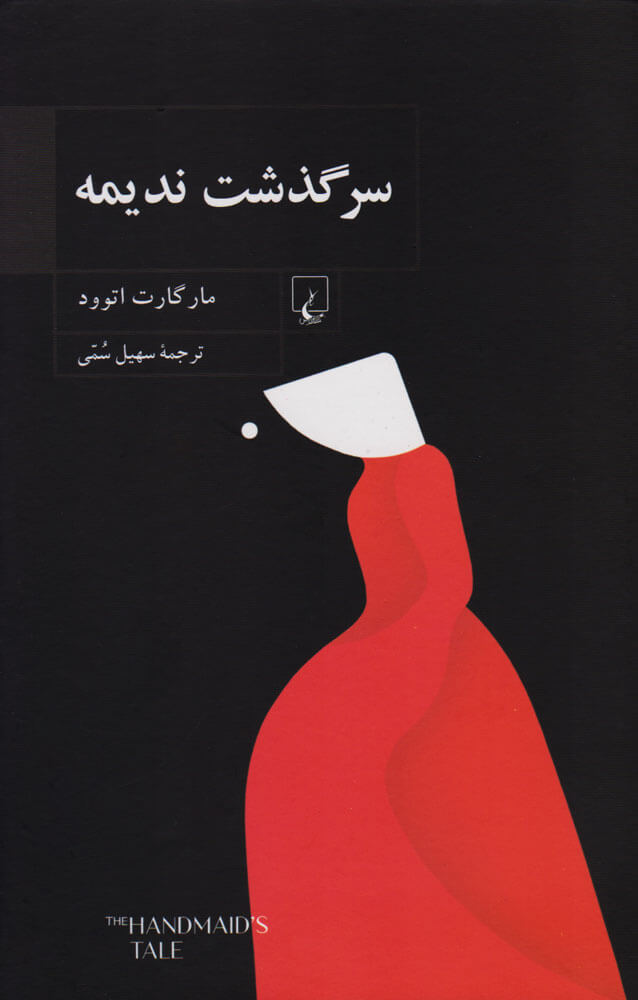 سرگذشت ندیمه
مارگارت اتوود
ترجمهٔ سهیل سُمّی
THE HANDMAID'S
TALE